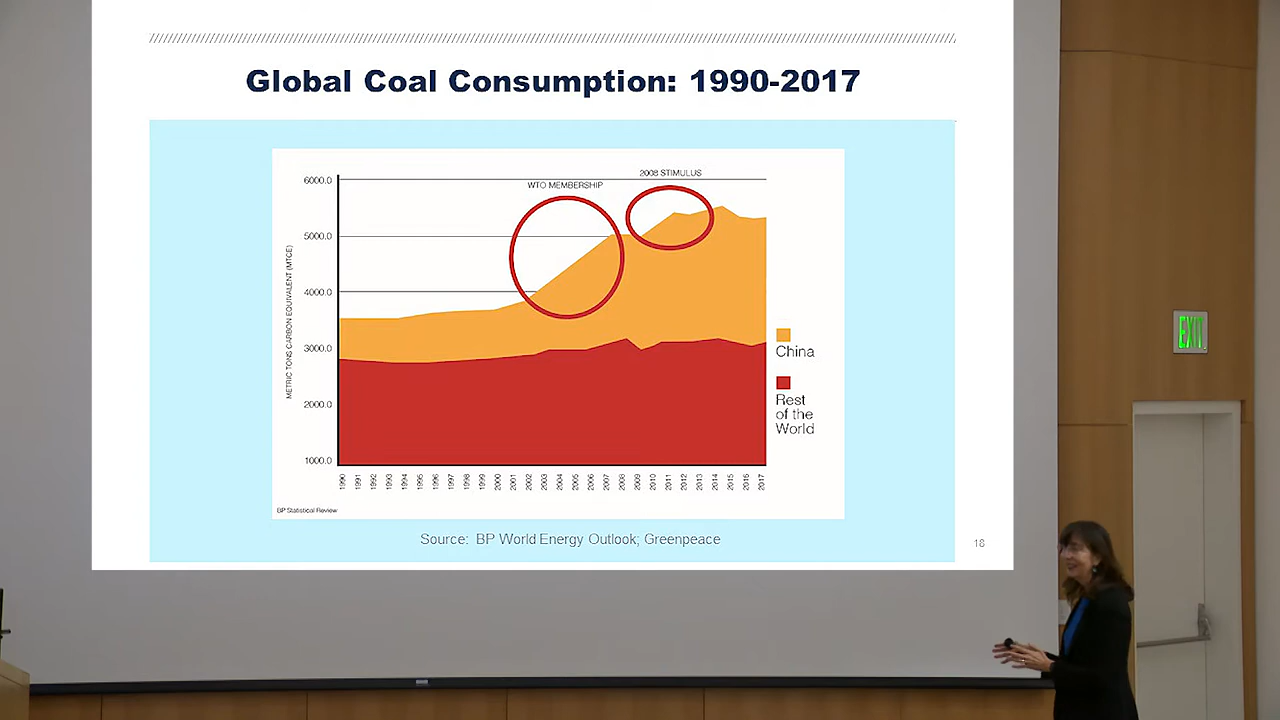 Global Coal Consumption: 1990-2017
2008 STIMULUS
WTO MEMBERSHIP
6000.0
5000.0
4000.0
3000.0
2000.0
1000.0
METRIC TONS CARBON EQUIVALENT (MTCE)
China
Rest
of the
World
1990 1991 1992 1993 1994 1995 1996 1997 1998 1999 2000 2001 2002 2003 2004 2005 2006 2007 2008 2009 2010 2011 2012 2013 2014 2015 2016 2017
BP Statistical Review
Source: BP World Energy Outlook; Greenpeace
18
EXIT